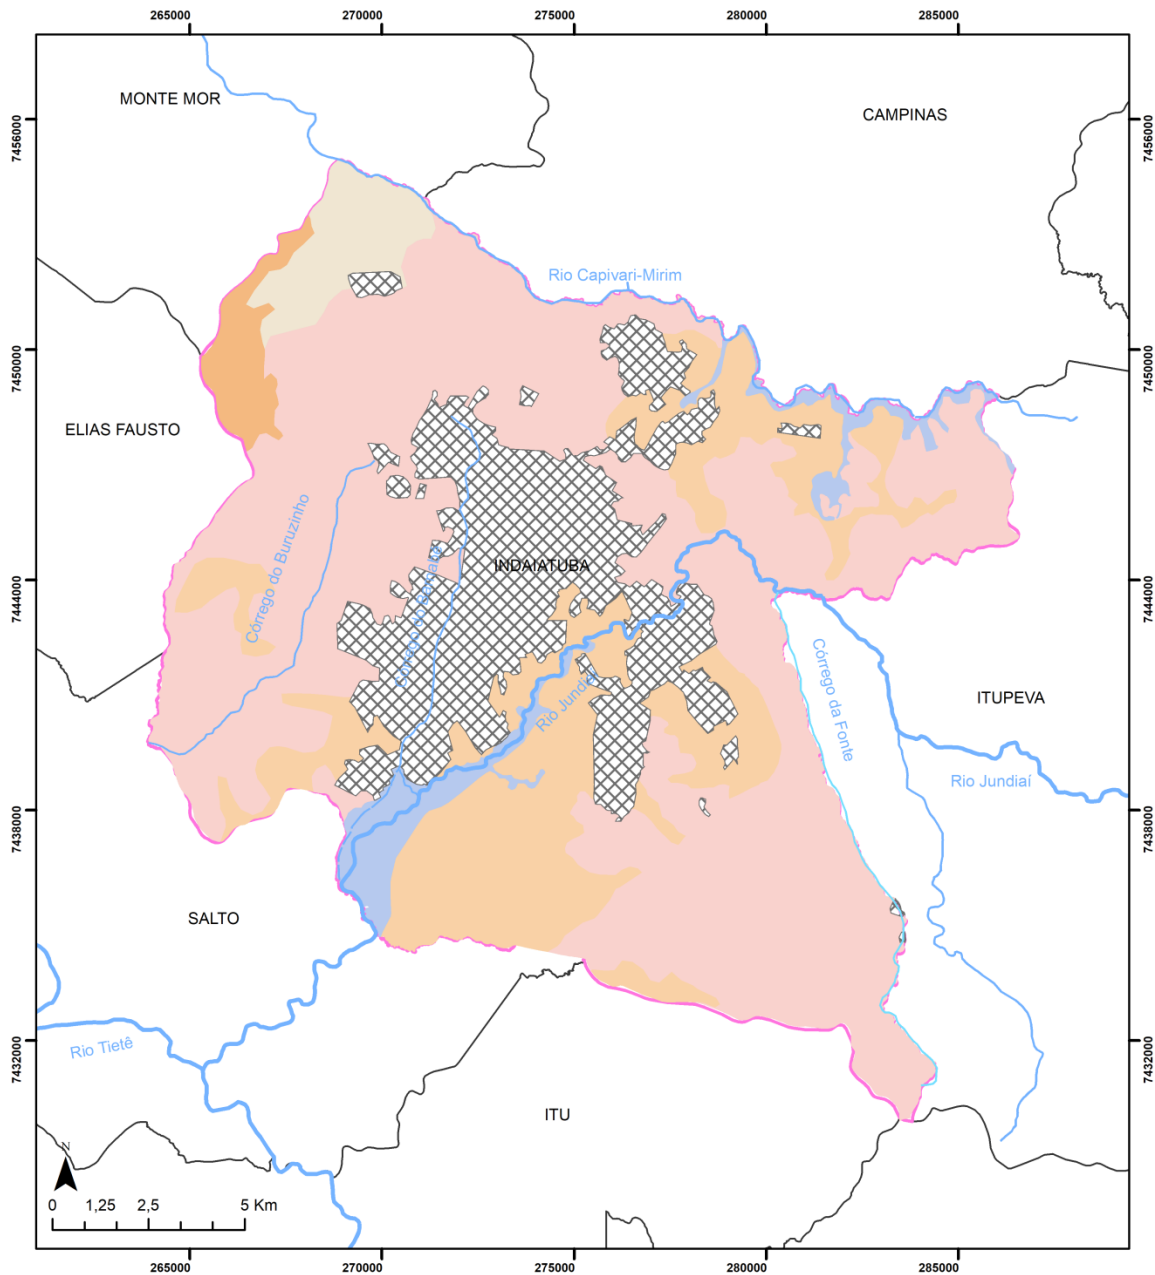 265000 270000 275000 280000 285000
MONTE MOR
CAMPINAS
7456000
7456000
Rio Capivari-Mirim
7450000
7450000
ELIAS FAUSTO
Córrego do Buruzinho
INDAIATUBA
7444000
7444000
Córrego da Fonte
Rio Jundiaí
ITUPEVA
Rio Jundiaí
7438000
7438000
SALTO
Rio Tietê
7432000
7432000
ITU
N
0 1,25 2,5 5 Km
265000 270000 275000 280000 285000